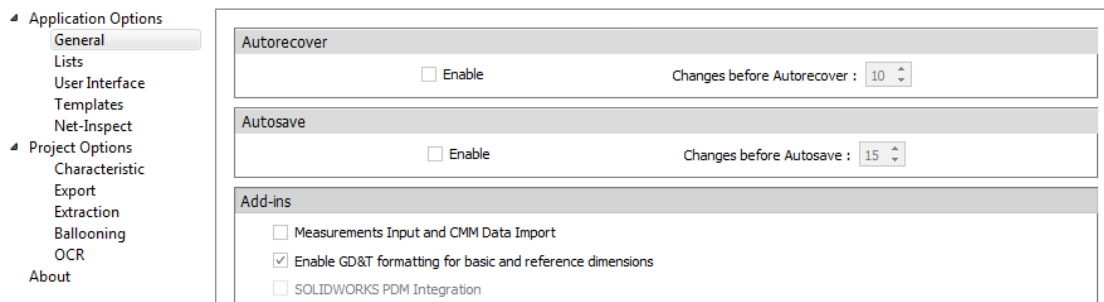 Application Options
General
Lists
User Interface
Templates
Net-Inspect
Project Options
Characteristic
Export
Extraction
Ballooning
OCR
About
Autorecover
Enable Changes before Autorecover : 10
Autosave
Enable Changes before Autosave : 15
Add-ins
Measurements Input and CMM Data Import
Enable GD&T formatting for basic and reference dimensions
SOLIDWORKS PDM Integration